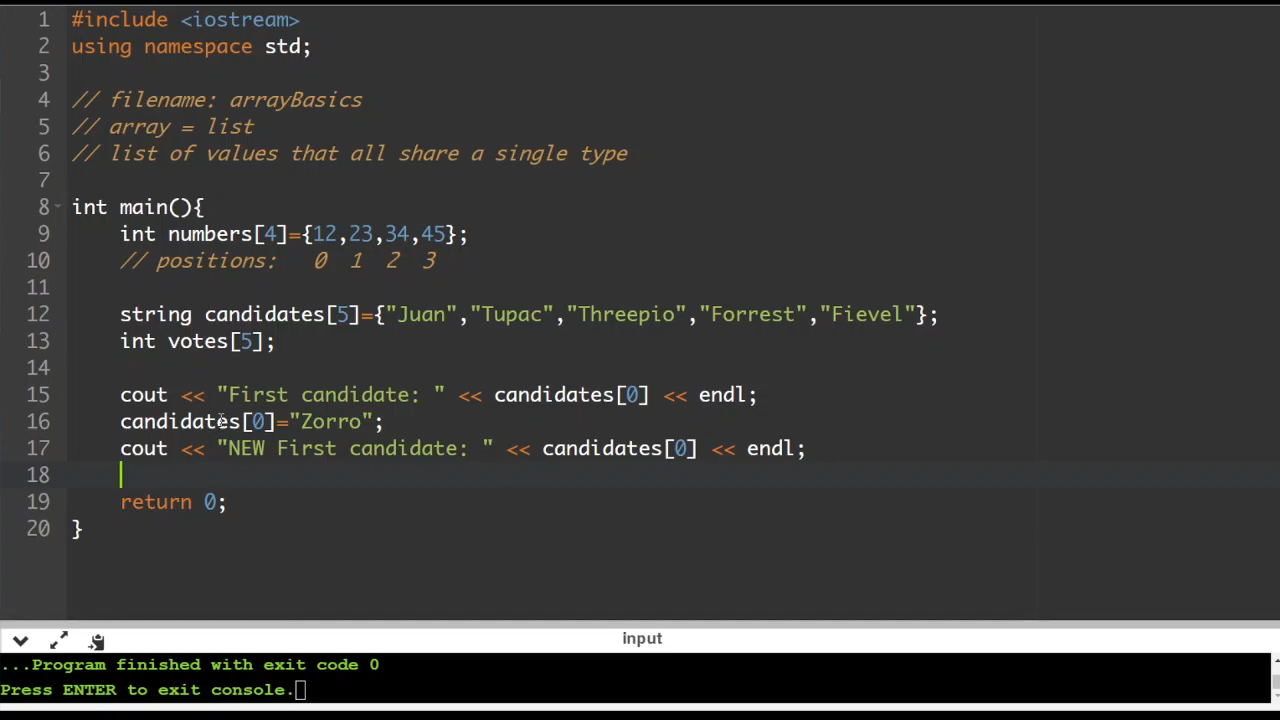 1 #include <iostream>
2 using namespace std;
3
4 // filename: arrayBasics
5 // array = list
6 // list of values that all share a single type
7
8 int main(){
9     int numbers[4]={12,23,34,45};
10     // positions:   0  1  2  3
11
12     string candidates[5]={"Juan","Tupac","Threepio","Forrest","Fievel"};
13     int votes[5];
14
15     cout << "First candidate: " << candidates[0] << endl;
16     candidates[0]="Zorro";
17     cout << "NEW First candidate: " << candidates[0] << endl;
18
19     return 0;
20 }
input
...Program finished with exit code 0
Press ENTER to exit console.